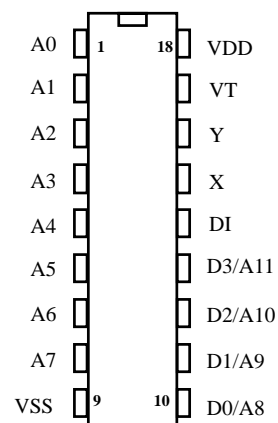 A0 1 18 VDD
A1 VT
A2 Y
A3 X
A4 DI
A5 D3/A11
A6 D2/A10
A7 D1/A9
VSS 9 10 D0/A8